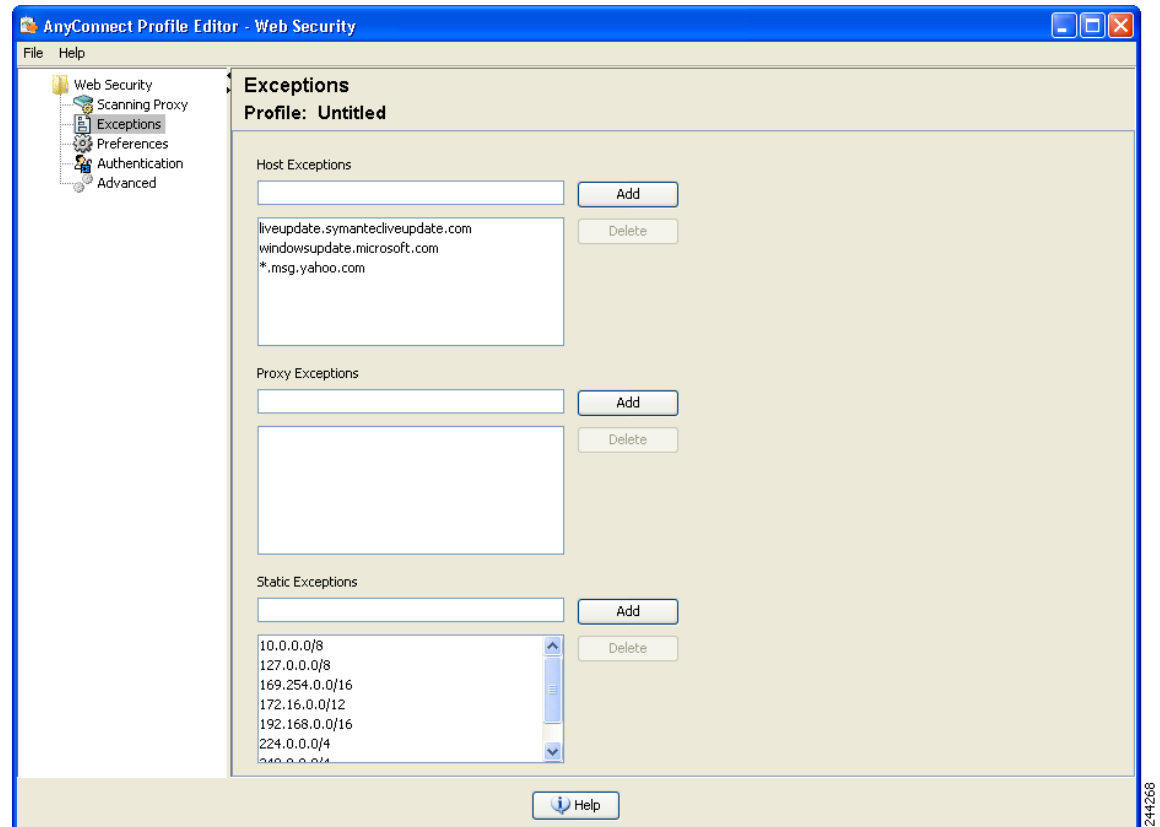 AnyConnect Profile Editor - Web Security
File Help
Web Security
Scanning Proxy
Exceptions
Preferences
Authentication
Advanced
Exceptions
Profile: Untitled
Host Exceptions
Add
liveupdate.symantecliveupdate.com
windowsupdate.microsoft.com
*.msg.yahoo.com
Delete
Proxy Exceptions
Add
Delete
Static Exceptions
Add
10.0.0.0/8
127.0.0.0/8
169.254.0.0/16
172.16.0.0/12
192.168.0.0/16
224.0.0.0/4
Delete
Help
244268